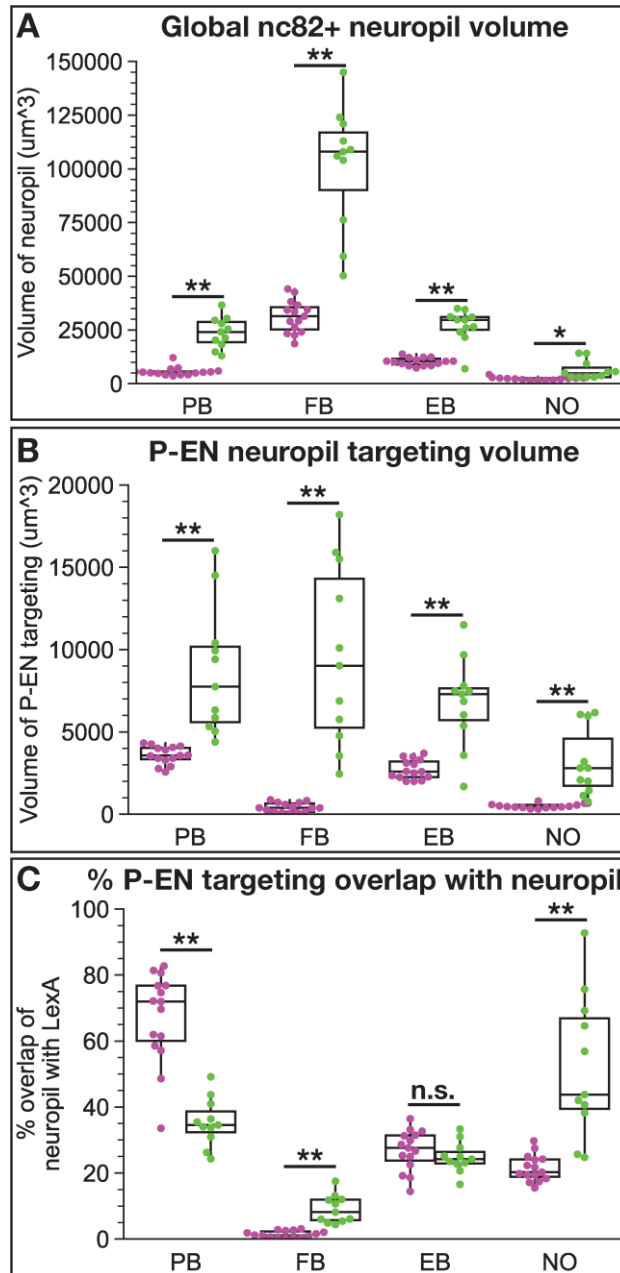 A Global nc82+ neuropil volume
Volume of neuropil (um^3)
150000
125000
100000
75000
50000
25000
0
**
**
**
*
PB FB EB NO
B P-EN neuropil targeting volume
Volume of P-EN targeting (um^3)
20000
15000
10000
5000
0
**
**
**
**
PB FB EB NO
C % P-EN targeting overlap with neuropil
% overlap of
neuropil with LexA
100
80
60
40
20
0
**
**
n.s.
**
PB FB EB NO